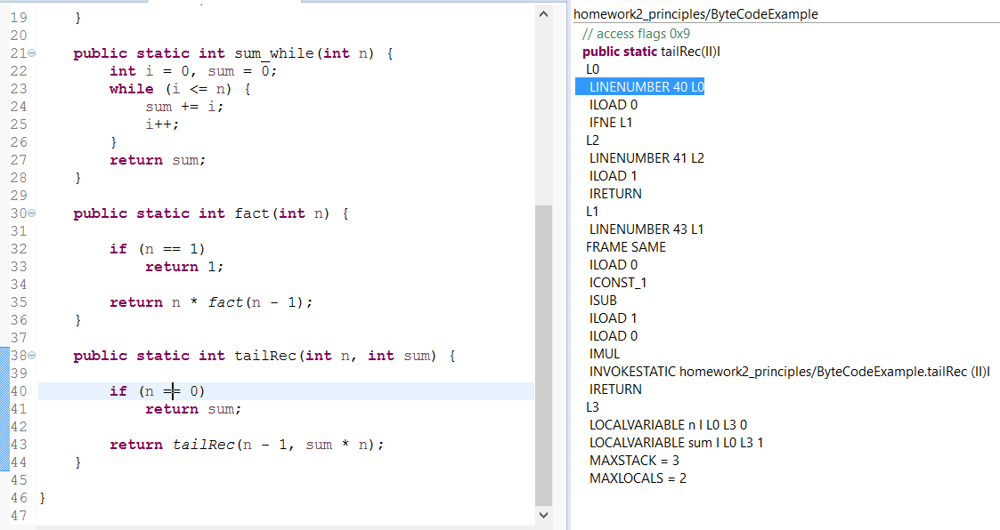 19      }
20
21      public static int sum_while(int n) {
22          int i = 0, sum = 0;
23          while (i <= n) {
24              sum += i;
25              i++;
26          }
27          return sum;
28      }
29
30      public static int fact(int n) {
31
32          if (n == 1)
33              return 1;
34
35          return n * fact(n - 1);
36      }
37
38      public static int tailRec(int n, int sum) {
39
40          if (n == 0)
41              return sum;
42
43          return tailRec(n - 1, sum * n);
44      }
45
46  }
47
homework2_principles/ByteCodeExample
// access flags 0x9
public static tailRec(II)I
L0
LINENUMBER 40 L0
ILOAD 0
IFNE L1
L2
LINENUMBER 41 L2
ILOAD 1
IRETURN
L1
LINENUMBER 43 L1
FRAME SAME
ILOAD 0
ICONST_1
ISUB
ILOAD 1
ILOAD 0
IMUL
INVOKESTATIC homework2_principles/ByteCodeExample.tailRec (II)I
IRETURN
L3
LOCALVARIABLE n I L0 L3 0
LOCALVARIABLE sum I L0 L3 1
MAXSTACK = 3
MAXLOCALS = 2